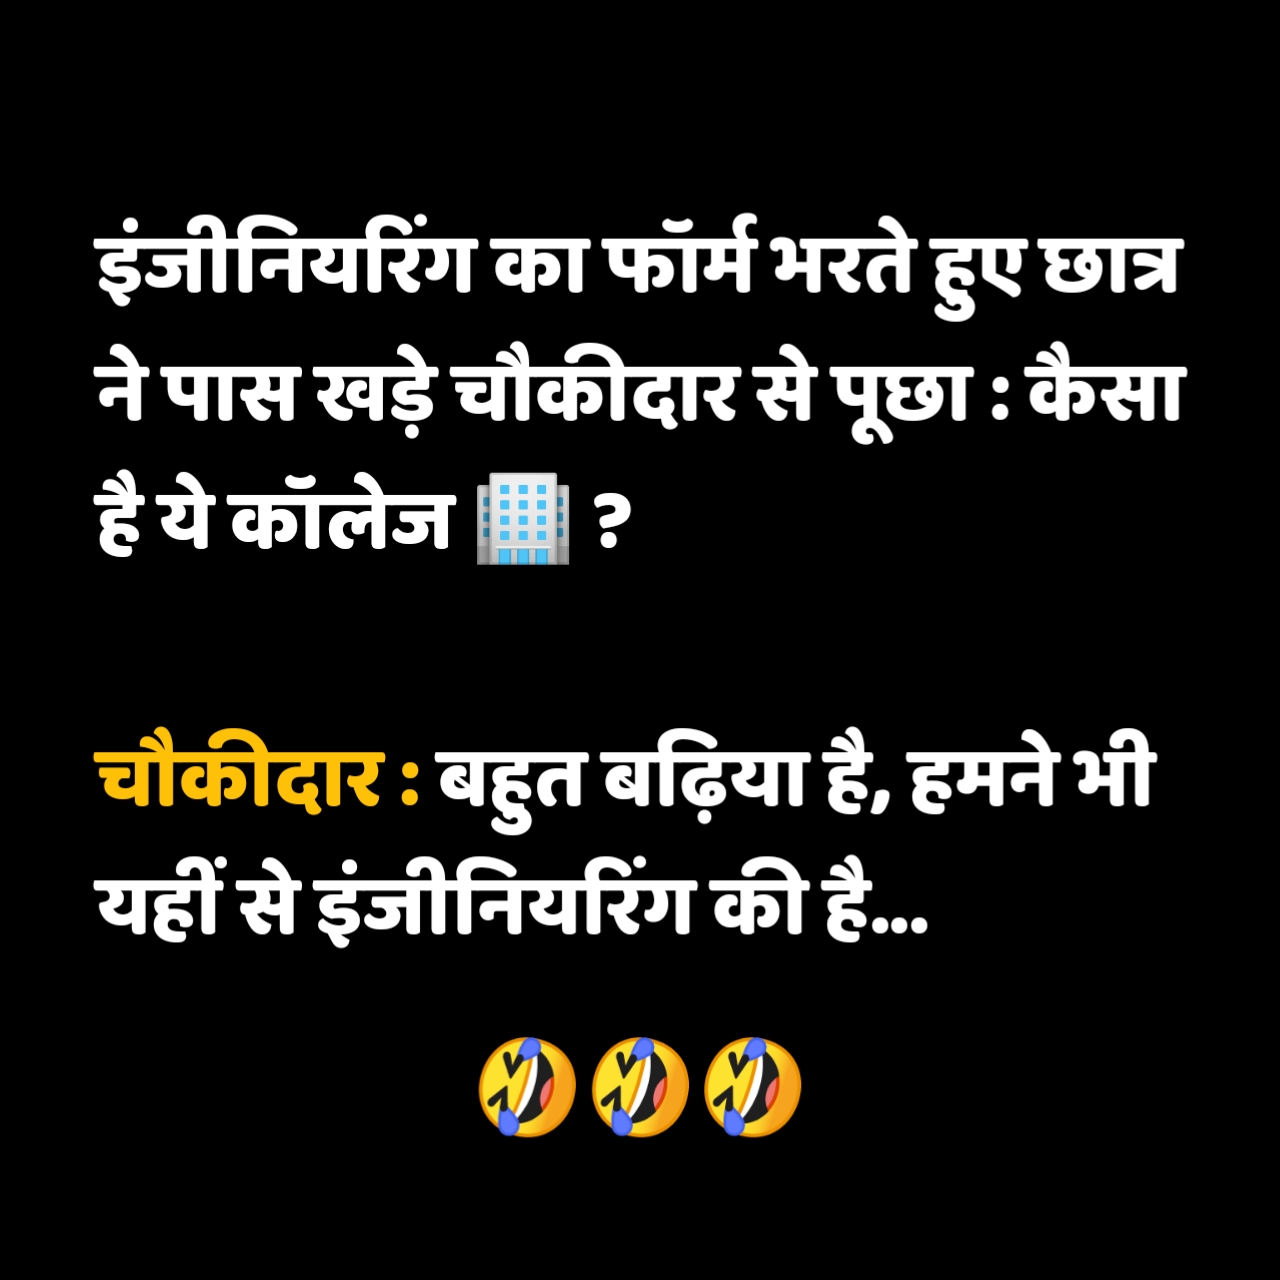 इंजीनियरिंग का फॉर्म भरते हुए छात्र
ने पास खड़े चौकीदार से पूछा : कैसा
है ये कॉलेज 🏢 ?
चौकीदार : बहुत बढ़िया है, हमने भी
यहीं से इंजीनियरिंग की है...
🤣🤣🤣